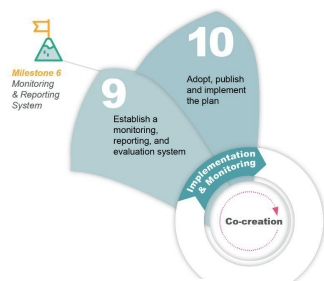 10
Adopt, publish
and implement
the plan
Milestone 6
Monitoring
& Reporting
System
9
Establish a
monitoring,
reporting, and
evaluation system
Implementation
& Monitoring
Co-creation